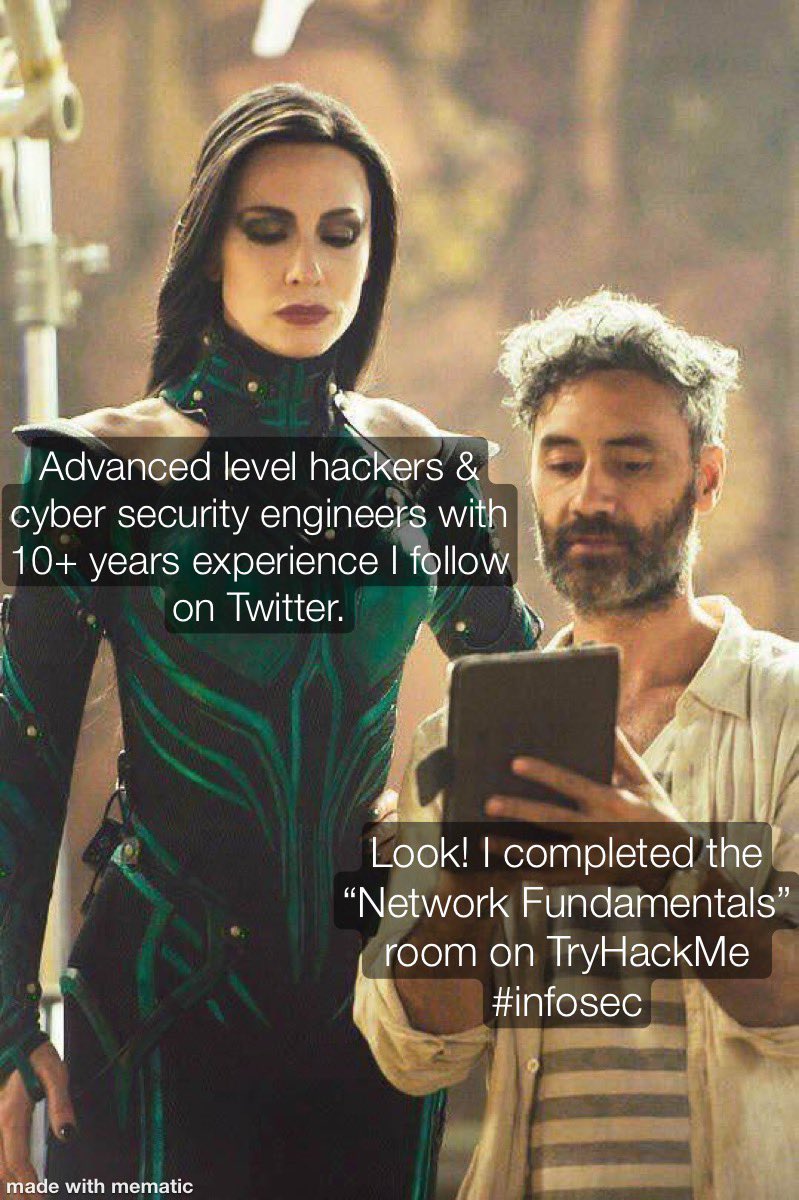 Advanced level hackers &
cyber security engineers with
10+ years experience I follow
on Twitter.
Look! I completed the
“Network Fundamentals”
room on TryHackMe
#infosec
made with mematic